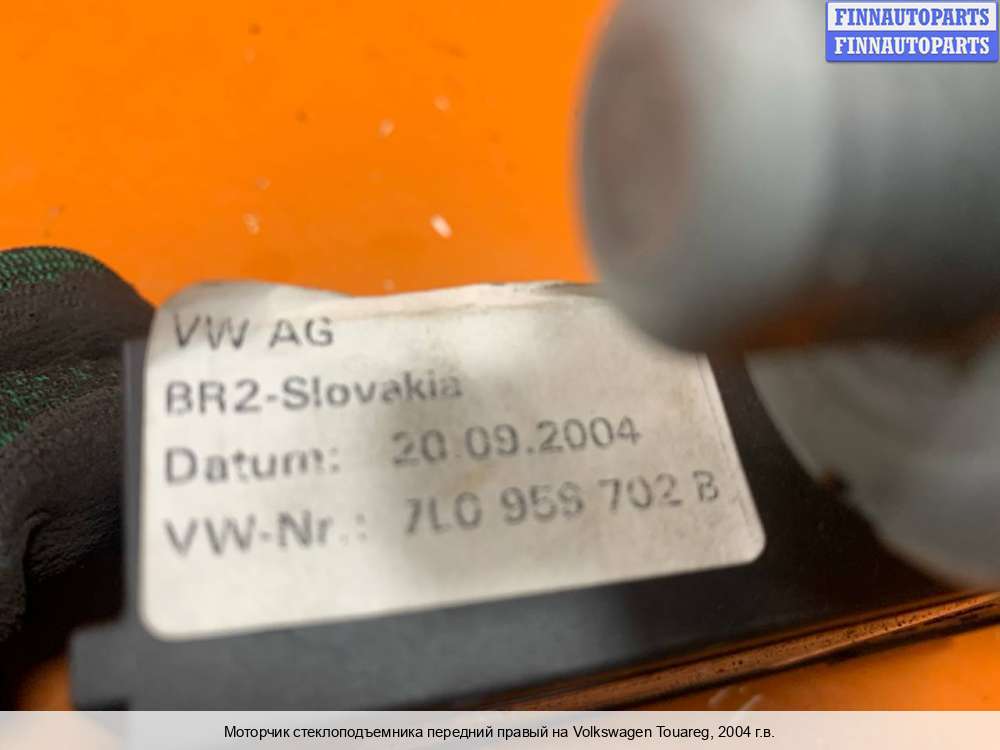 FINNAUTOPARTS
FINNAUTOPARTS
VW AG
BR2-Slovakia
Datum: 20.09.2004
VW-Nr.: 7L0 959 702 B
Моторчик стеклоподъемника передний правый на Volkswagen Touareg, 2004 г.в.